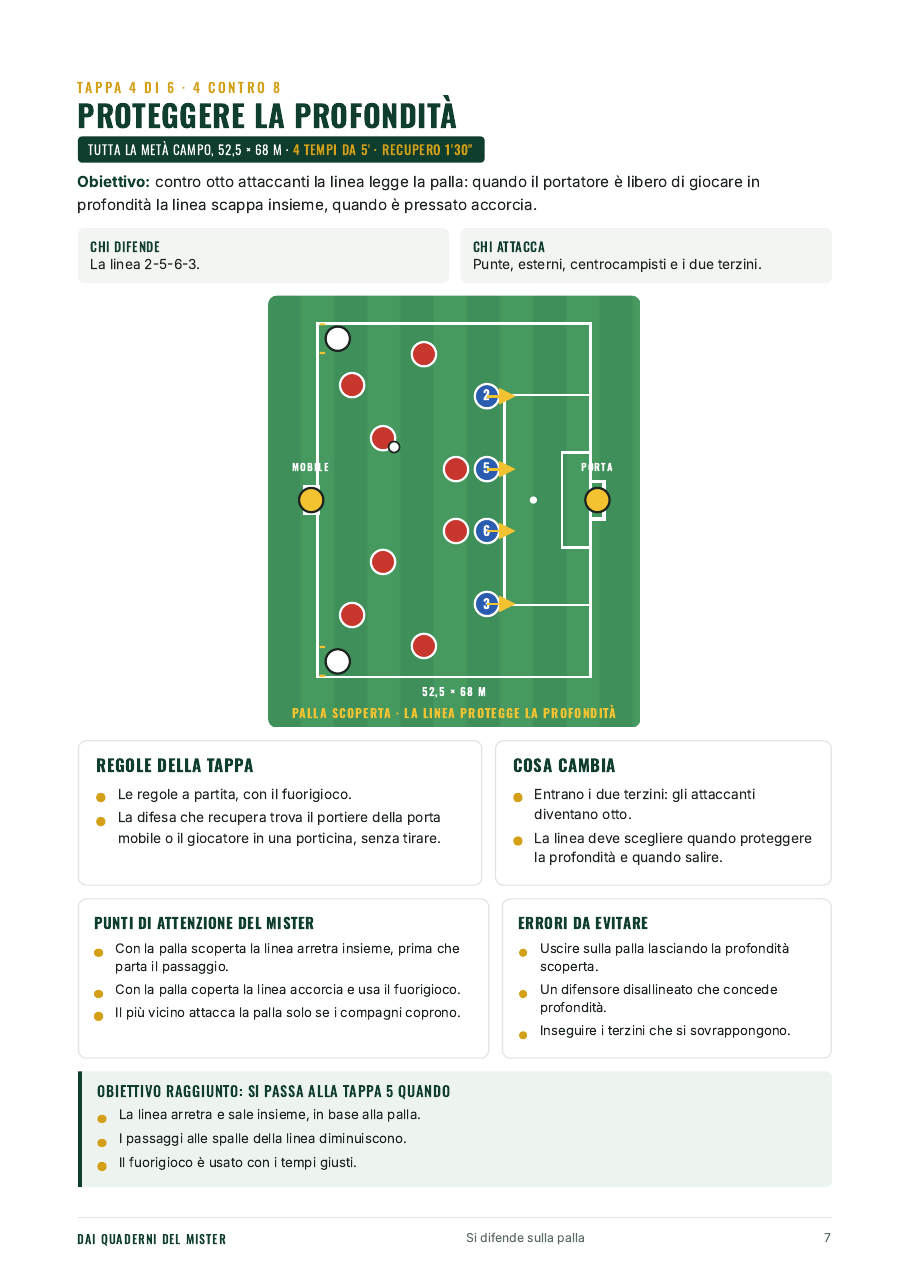 TAPPA 4 DI 6 · 4 CONTRO 8
PROTEGGERE LA PROFONDITÀ
TUTTA LA METÀ CAMPO, 52,5 × 68 M · 4 TEMPI DA 5' · RECUPERO 1'30"
Obiettivo: contro otto attaccanti la linea legge la palla: quando il portatore è libero di giocare in
profondità la linea scappa insieme, quando è pressato accorcia.
CHI DIFENDE
La linea 2-5-6-3.
CHI ATTACCA
Punte, esterni, centrocampisti e i due terzini.
2
MOBILE
5
PORTA
6
3
52,5 × 68 M
PALLA SCOPERTA · LA LINEA PROTEGGE LA PROFONDITÀ
REGOLE DELLA TAPPA
Le regole a partita, con il fuorigioco.
La difesa che recupera trova il portiere della porta
mobile o il giocatore in una porticina, senza tirare.
COSA CAMBIA
Entrano i due terzini: gli attaccanti
diventano otto.
La linea deve scegliere quando proteggere
la profondità e quando salire.
PUNTI DI ATTENZIONE DEL MISTER
Con la palla scoperta la linea arretra insieme, prima che
parta il passaggio.
Con la palla coperta la linea accorcia e usa il fuorigioco.
Il più vicino attacca la palla solo se i compagni coprono.
ERRORI DA EVITARE
Uscire sulla palla lasciando la profondità
scoperta.
Un difensore disallineato che concede
profondità.
Inseguire i terzini che si sovrappongono.
OBIETTIVO RAGGIUNTO: SI PASSA ALLA TAPPA 5 QUANDO
La linea arretra e sale insieme, in base alla palla.
I passaggi alle spalle della linea diminuiscono.
Il fuorigioco è usato con i tempi giusti.
DAI QUADERNI DEL MISTER
Si difende sulla palla
7